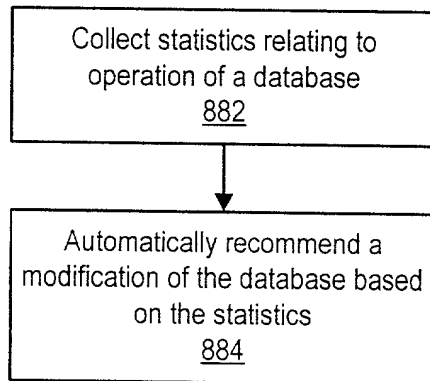 Collect statistics relating to
operation of a database
882
Automatically recommend a
modification of the database based
on the statistics
884